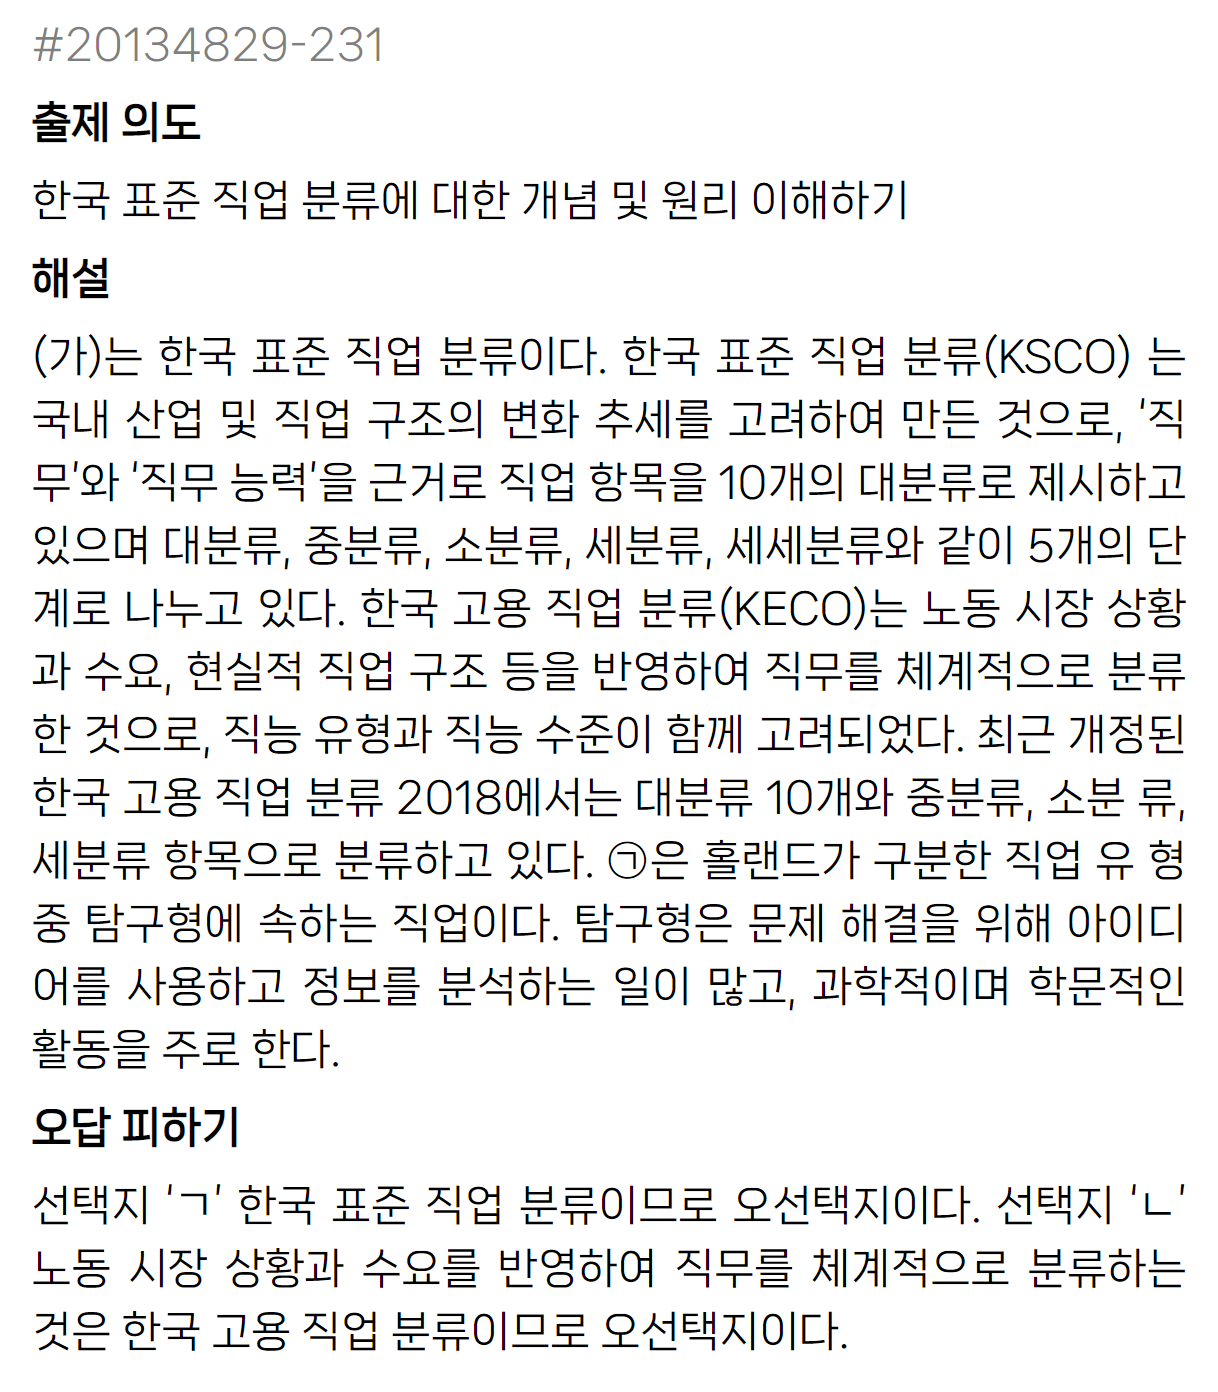 #20134829-231
출제 의도
한국 표준 직업 분류에 대한 개념 및 원리 이해하기
해설
(가)는 한국 표준 직업 분류이다. 한국 표준 직업 분류(KSCO) 는
국내 산업 및 직업 구조의 변화 추세를 고려하여 만든 것으로, ‘직
무’와 ‘직무 능력’을 근거로 직업 항목을 10개의 대분류로 제시하고
있으며 대분류, 중분류, 소분류, 세분류, 세세분류와 같이 5개의 단
계로 나누고 있다. 한국 고용 직업 분류(KECO)는 노동 시장 상황
과 수요, 현실적 직업 구조 등을 반영하여 직무를 체계적으로 분류
한 것으로, 직능 유형과 직능 수준이 함께 고려되었다. 최근 개정된
한국 고용 직업 분류 2018에서는 대분류 10개와 중분류, 소분 류,
세분류 항목으로 분류하고 있다. ㉠은 홀랜드가 구분한 직업 유 형
중 탐구형에 속하는 직업이다. 탐구형은 문제 해결을 위해 아이디
어를 사용하고 정보를 분석하는 일이 많고, 과학적이며 학문적인
활동을 주로 한다.
오답 피하기
선택지 ‘ㄱ’ 한국 표준 직업 분류이므로 오선택지이다. 선택지 ‘ㄴ’
노동 시장 상황과 수요를 반영하여 직무를 체계적으로 분류하는
것은 한국 고용 직업 분류이므로 오선택지이다.